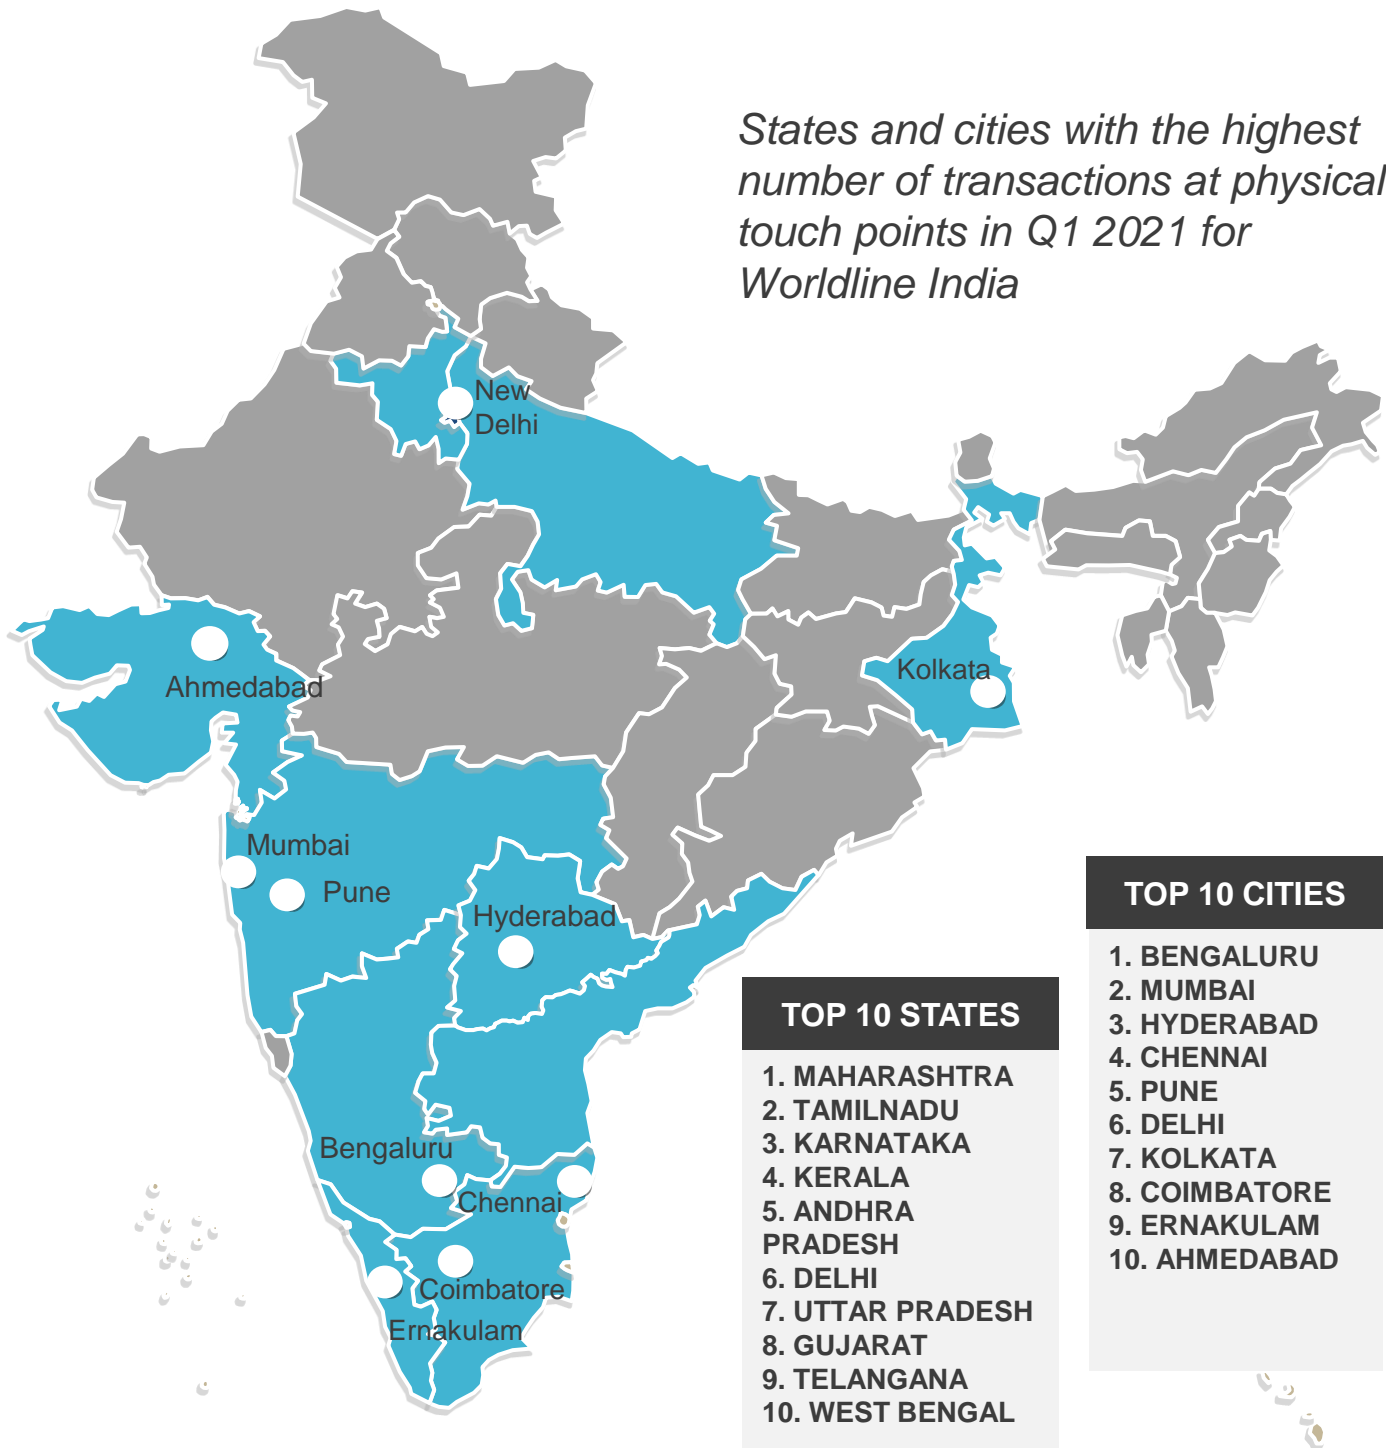 States and cities with the highest
number of transactions at physical
touch points in Q1 2021 for
Worldline India
New
Delhi
Ahmedabad
Kolkata
Mumbai
Pune
Hyderabad
Bengaluru
Chennai
Coimbatore
Ernakulam
TOP 10 STATES
1. MAHARASHTRA
2. TAMILNADU
3. KARNATAKA
4. KERALA
5. ANDHRA
PRADESH
6. DELHI
7. UTTAR PRADESH
8. GUJARAT
9. TELANGANA
10. WEST BENGAL
TOP 10 CITIES
1. BENGALURU
2. MUMBAI
3. HYDERABAD
4. CHENNAI
5. PUNE
6. DELHI
7. KOLKATA
8. COIMBATORE
9. ERNAKULAM
10. AHMEDABAD